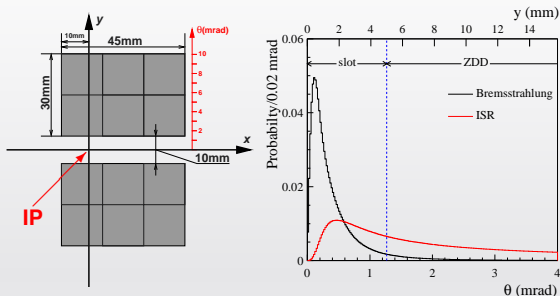 y
θ(mrad)
10mm
45mm
10
8
6
4
2
30mm
x
10mm
IP
y (mm)
0 2 4 6 8 10 12 14
0.06
slot ZDD
Bremsstrahlung
ISR
0.04
0.02
0
Probabilty/0.02 mrad
0 1 2 3 4
θ (mrad)